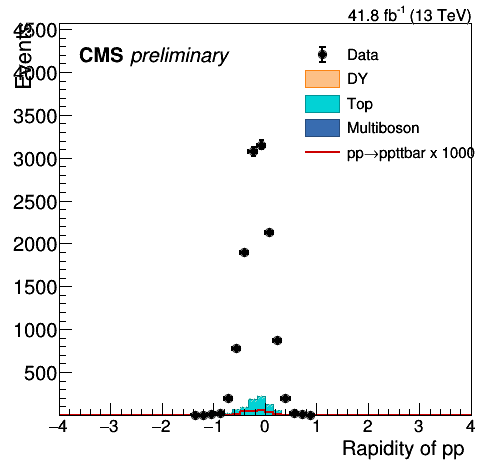 41.8 fb⁻¹ (13 TeV)
Events
CMS preliminary
Data
DY
Top
Multiboson
pp→ppttbar x 1000
4500
4000
3500
3000
2500
2000
1500
1000
500
−4 −3 −2 −1 0 1 2 3 4
Rapidity of pp